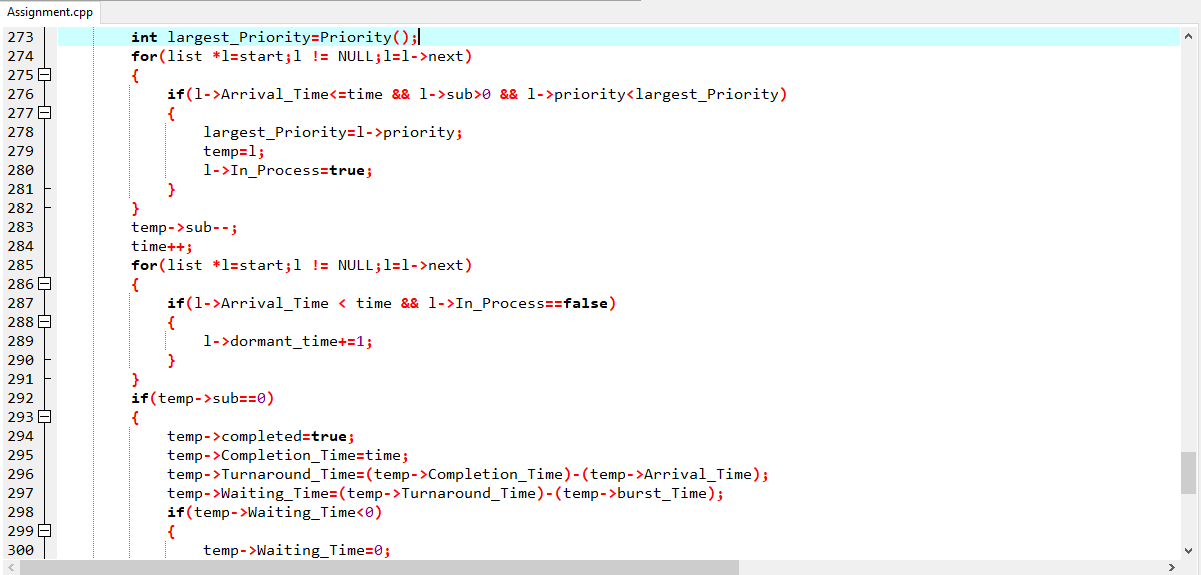 Assignment.cpp
273 int largest_Priority=Priority();
274 for(list *l=start;l != NULL;l=l->next)
275 {
276 if(l->Arrival_Time<=time && l->sub>0 && l->priority<largest_Priority)
277 {
278 largest_Priority=l->priority;
279 temp=l;
280 l->In_Process=true;
281 }
282 }
283 temp->sub--;
284 time++;
285 for(list *l=start;l != NULL;l=l->next)
286 {
287 if(l->Arrival_Time < time && l->In_Process==false)
288 {
289 l->dormant_time+=1;
290 }
291 }
292 if(temp->sub==0)
293 {
294 temp->completed=true;
295 temp->Completion_Time=time;
296 temp->Turnaround_Time=(temp->Completion_Time)-(temp->Arrival_Time);
297 temp->Waiting_Time=(temp->Turnaround_Time)-(temp->burst_Time);
298 if(temp->Waiting_Time<0)
299 {
300 temp->Waiting_Time=0;